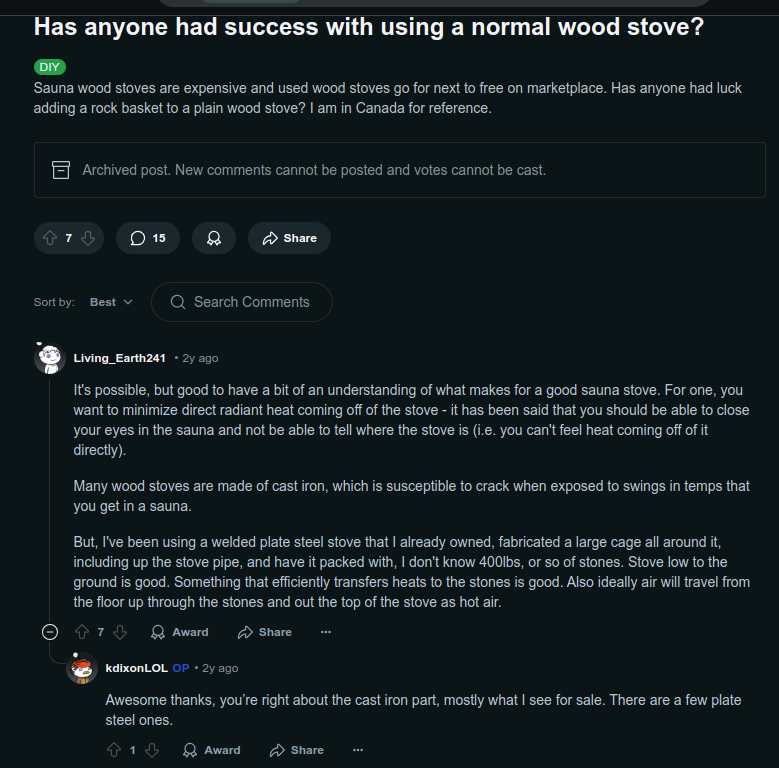 Has anyone had success with using a normal wood stove?
DIY
Sauna wood stoves are expensive and used wood stoves go for next to free on marketplace. Has anyone had luck
adding a rock basket to a plain wood stove? I am in Canada for reference.
Archived post. New comments cannot be posted and votes cannot be cast.
7 15 Share
Sort by: Best Search Comments
Living_Earth241 • 2y ago
It's possible, but good to have a bit of an understanding of what makes for a good sauna stove. For one, you
want to minimize direct radiant heat coming off of the stove - it has been said that you should be able to close
your eyes in the sauna and not be able to tell where the stove is (i.e. you can't feel heat coming off of it
directly).
Many wood stoves are made of cast iron, which is susceptible to crack when exposed to swings in temps that
you get in a sauna.
But, I've been using a welded plate steel stove that I already owned, fabricated a large cage all around it,
including up the stove pipe, and have it packed with, I don't know 400lbs, or so of stones. Stove low to the
ground is good. Something that efficiently transfers heats to the stones is good. Also ideally air will travel from
the floor up through the stones and out the top of the stove as hot air.
7 Award Share ...
kdixonLOL OP • 2y ago
Awesome thanks, you're right about the cast iron part, mostly what I see for sale. There are a few plate
steel ones.
1 Award Share ...